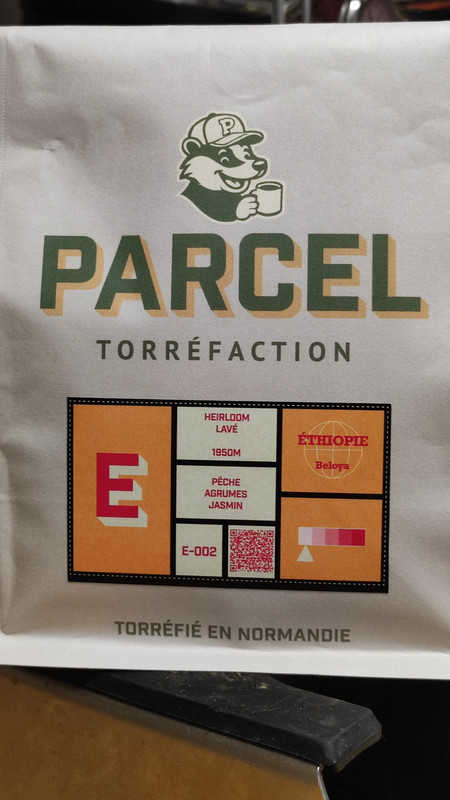 P
PARCEL
TORRÉFACTION
E
HEIRLOOM
LAVÉ
1950M
PÊCHE
AGRUMES
JASMIN
E-002
ÉTHIOPIE
Beloya
TORRÉFIÉ EN NORMANDIE